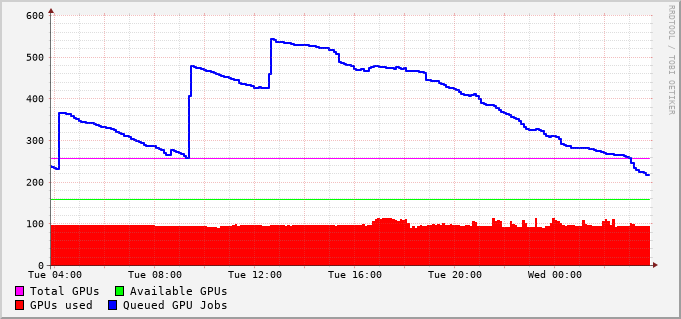 600
500
400
300
200
100
0
Tue 04:00 Tue 08:00 Tue 12:00 Tue 16:00 Tue 20:00 Wed 00:00
Total GPUs Available GPUs
GPUs used Queued GPU Jobs
RRDTOOL / TOBI OETIKER